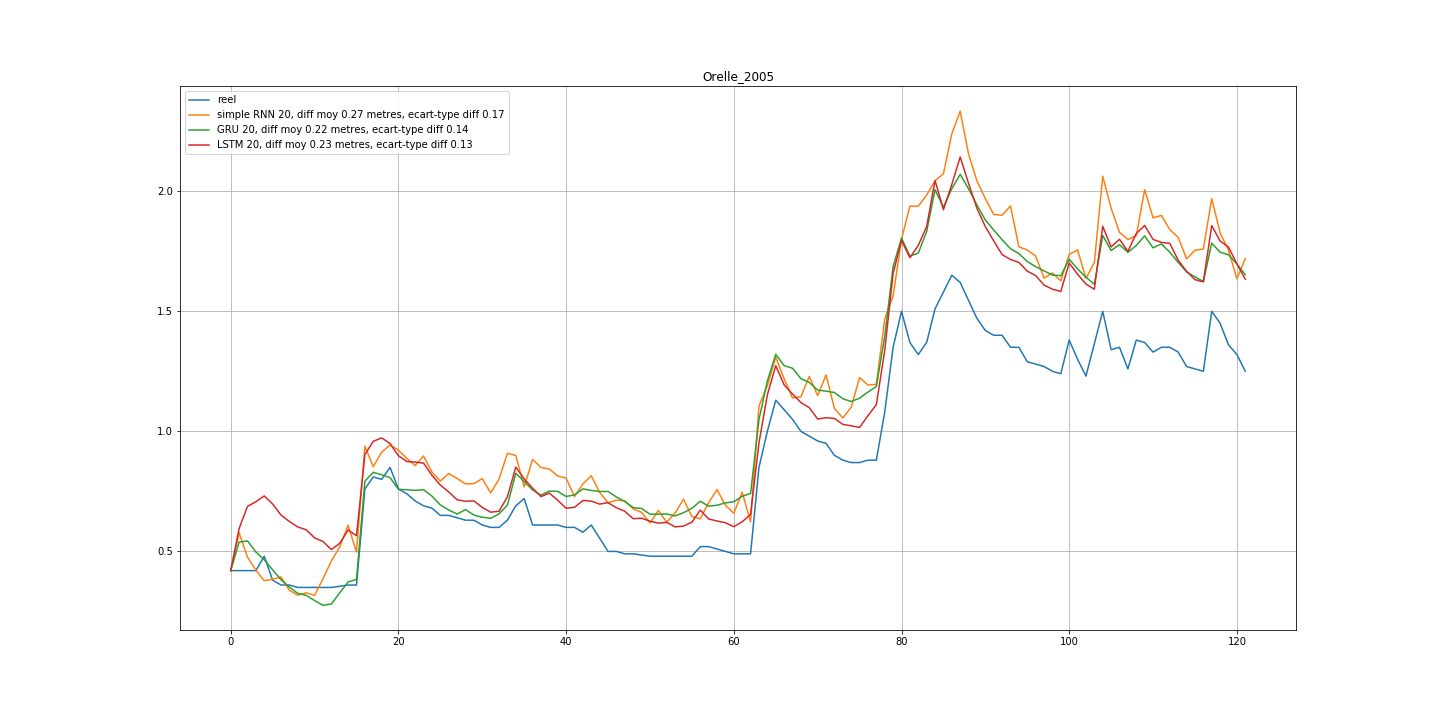 Orelle_2005
reel
simple RNN 20, diff moy 0.27 metres, ecart-type diff 0.17
GRU 20, diff moy 0.22 metres, ecart-type diff 0.14
LSTM 20, diff moy 0.23 metres, ecart-type diff 0.13
2.0
1.5
1.0
0.5
0 20 40 60 80 100 120